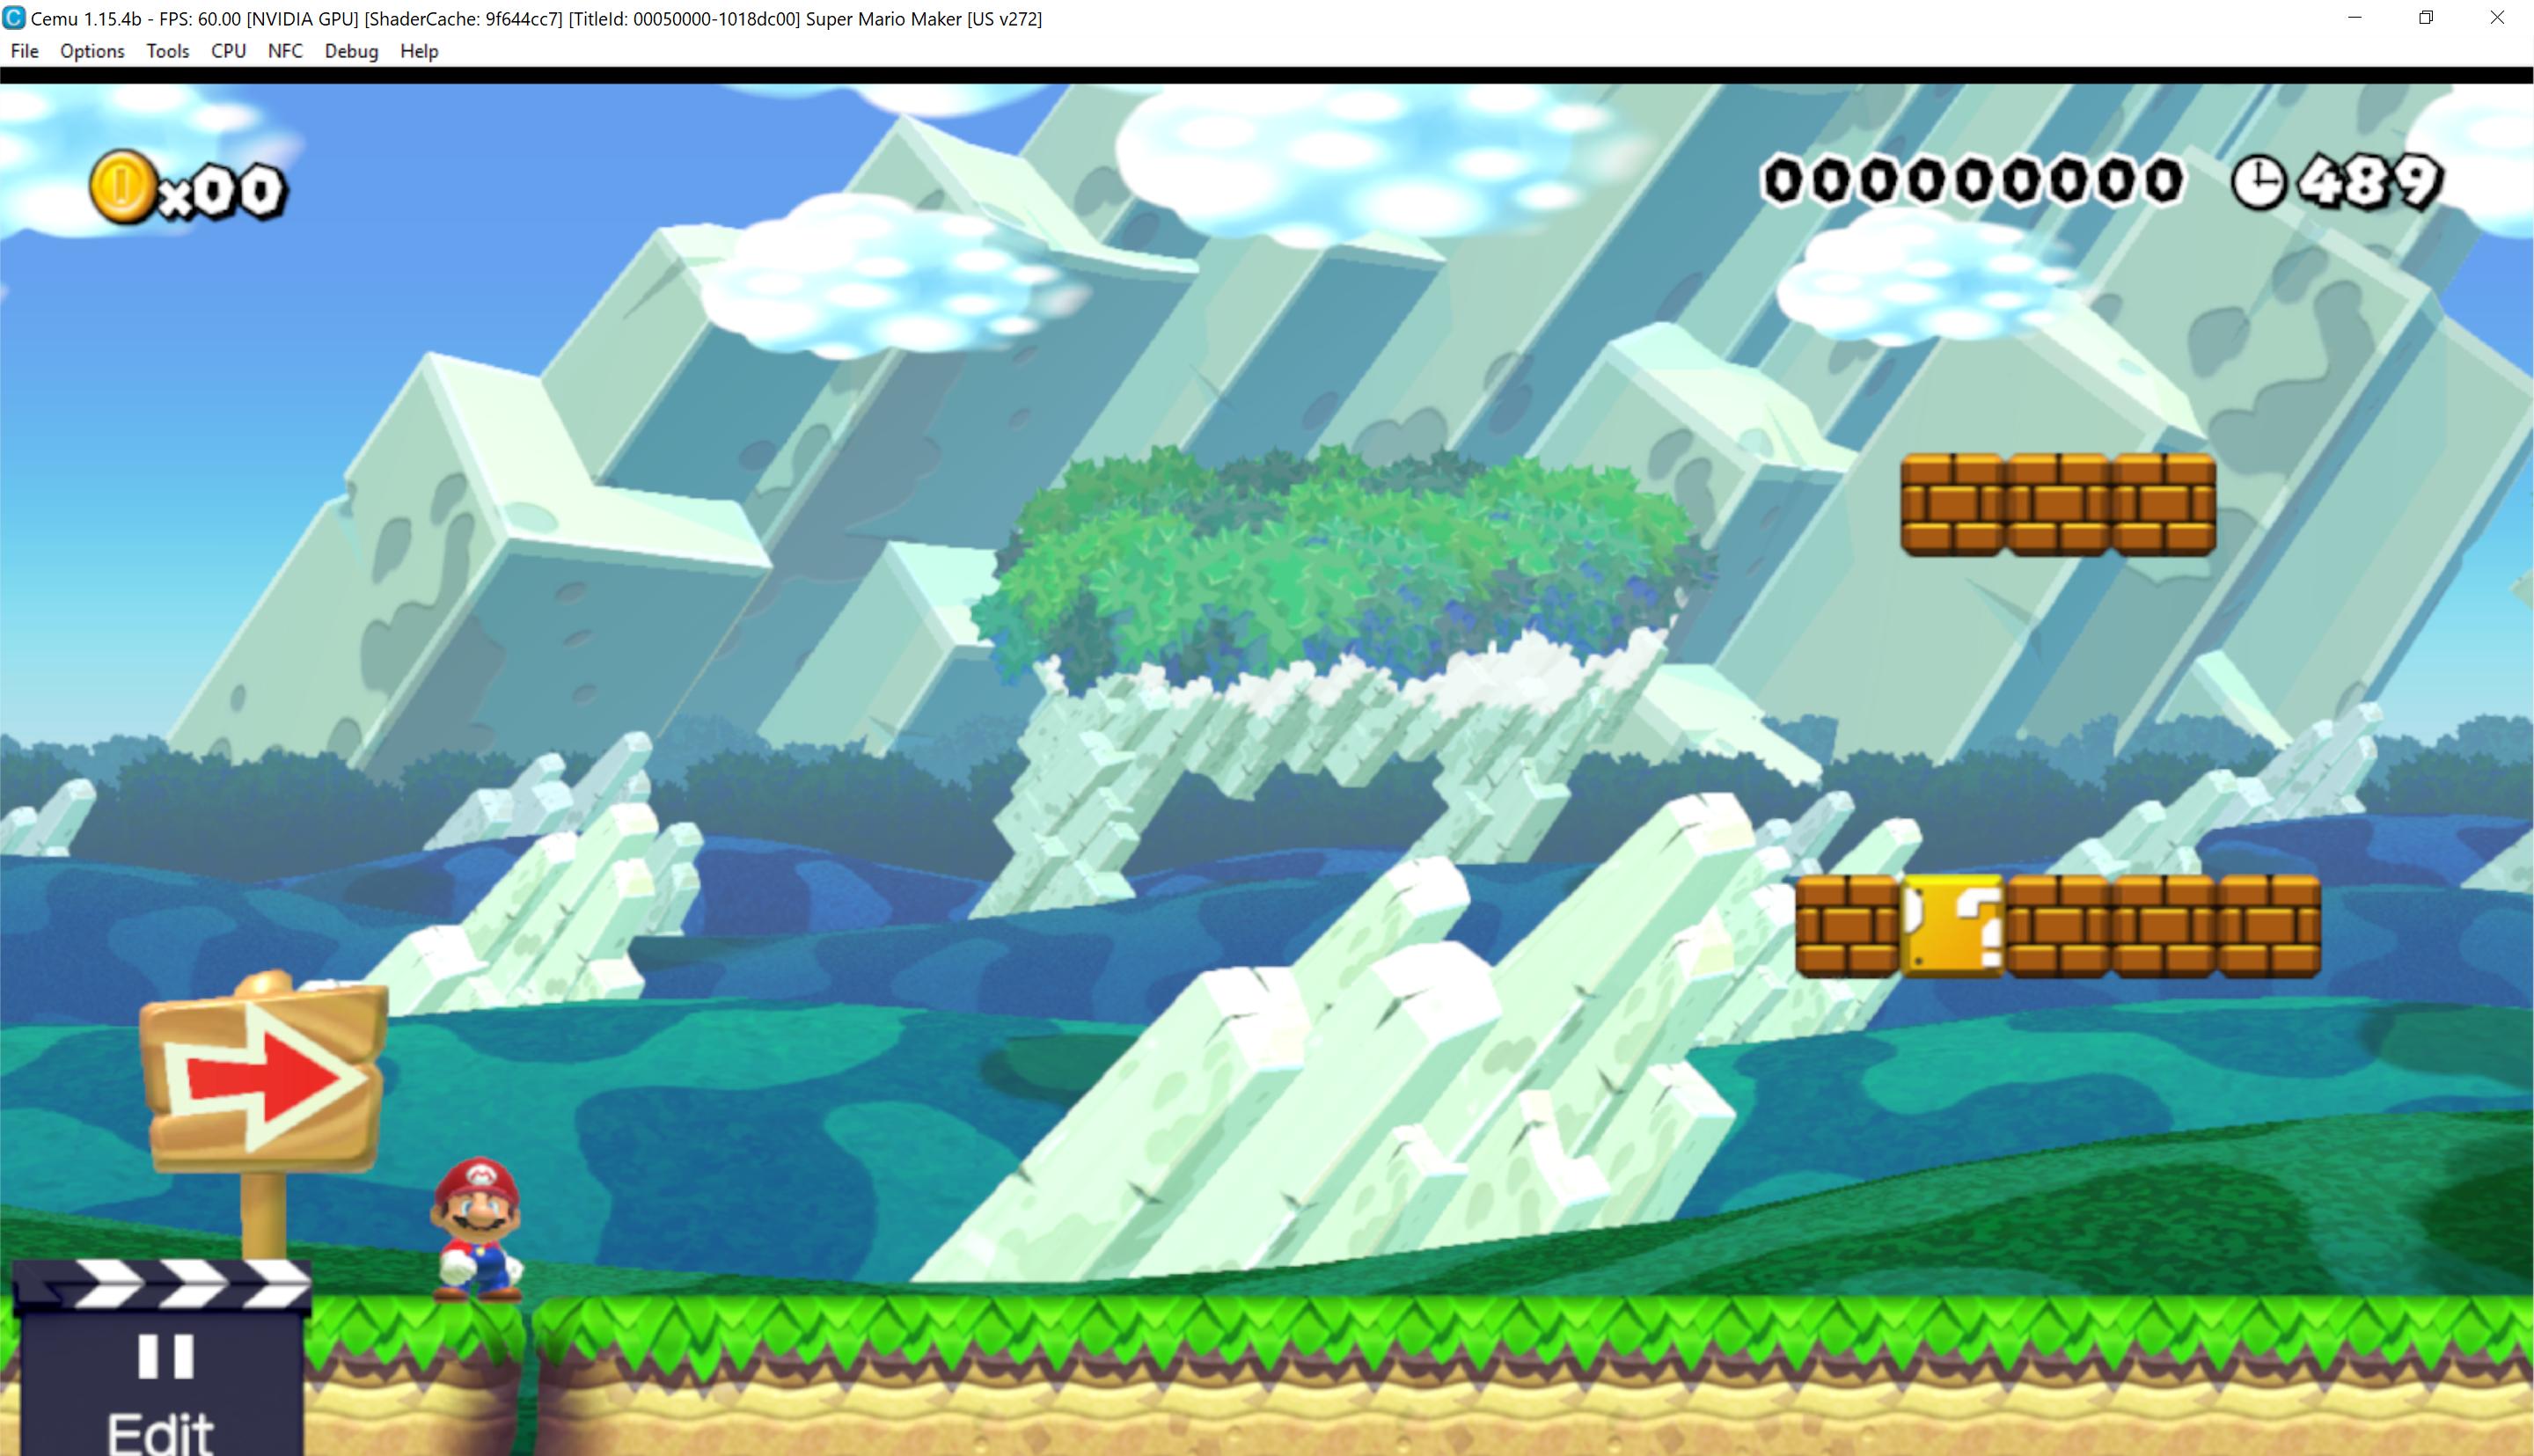 Cemu 1.15.4b - FPS: 60.00 [NVIDIA GPU] [ShaderCache: 9f644cc7] [TitleId: 00050000-1018dc00] Super Mario Maker [US v272]
File Options Tools CPU NFC Debug Help
x00 000000000 489
?
M
Edit